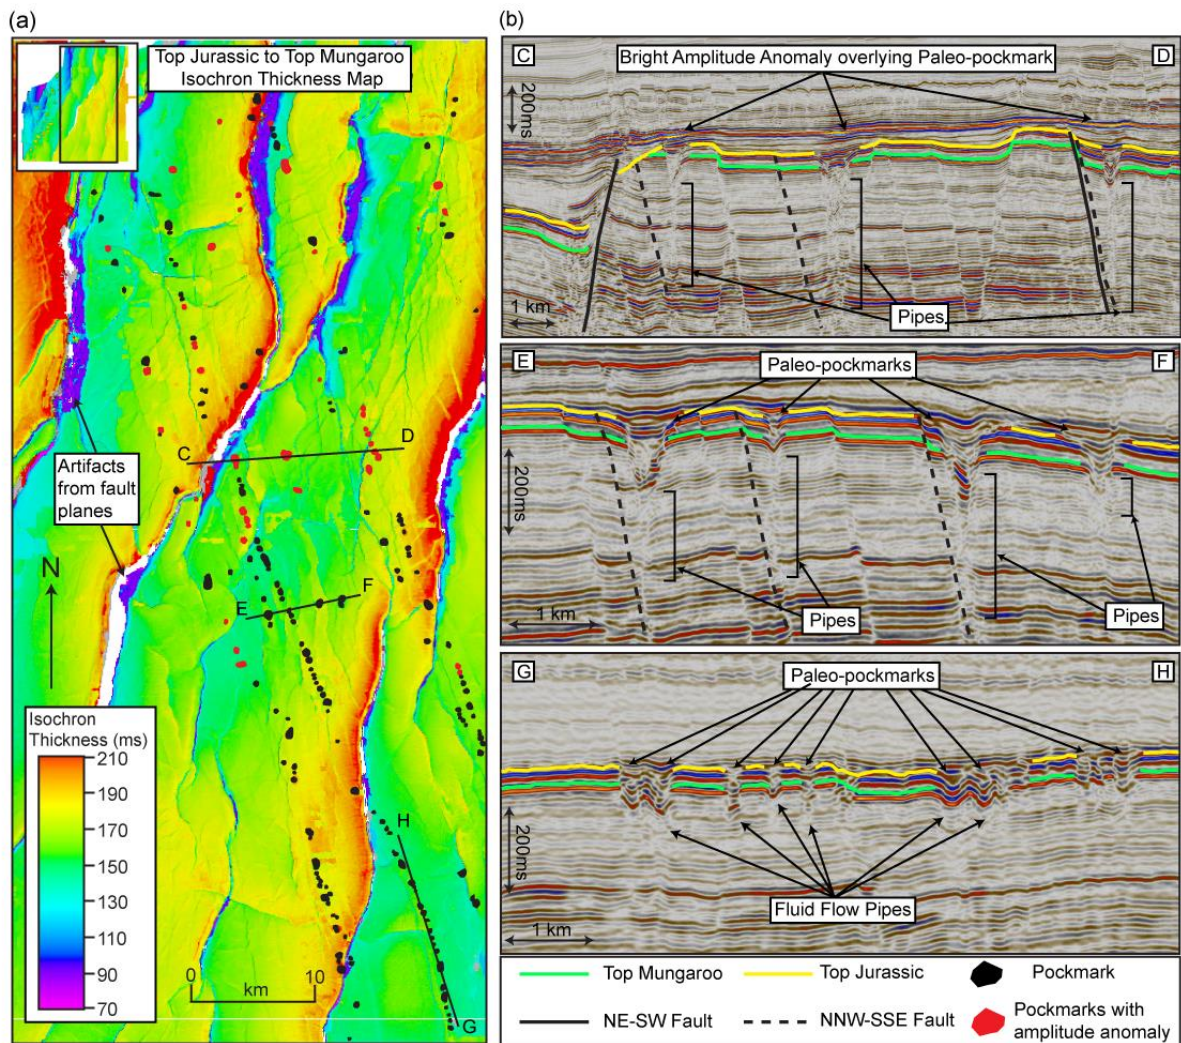 (a)
Top Jurassic to Top Mungaroo
Isochron Thickness Map
C
D
Artifacts
from fault
planes
N
E
F
H
G
Isochron
Thickness (ms)
210
190
170
150
130
110
90
70
0
10
km
(b)
C
D
Bright Amplitude Anomaly overlying Paleo-pockmark
200ms
1 km
Pipes
E
F
Paleo-pockmarks
200ms
1 km
Pipes
Pipes
G
H
Paleo-pockmarks
200ms
1 km
Fluid Flow Pipes
Top Mungaroo
Top Jurassic
Pockmark
NE-SW Fault
NNW-SSE Fault
Pockmarks with
amplitude anomaly